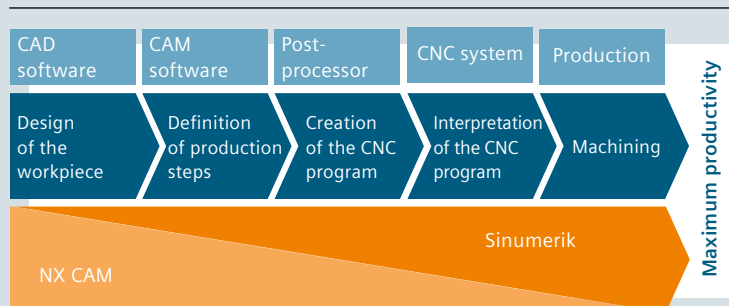 CAD
software
CAM
software
Post-
processor
CNC system
Production
Design
of the
workpiece
Definition
of production
steps
Creation
of the CNC
program
Interpretation
of the CNC
program
Machining
Maximum productivity
Sinumerik
NX CAM